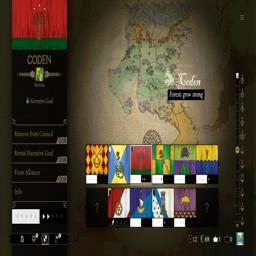 CODEN
Narrative Goal
Coden
Forests grow strong
Remove from Council
Reveal Narrative Goal
Form Alliance
Info